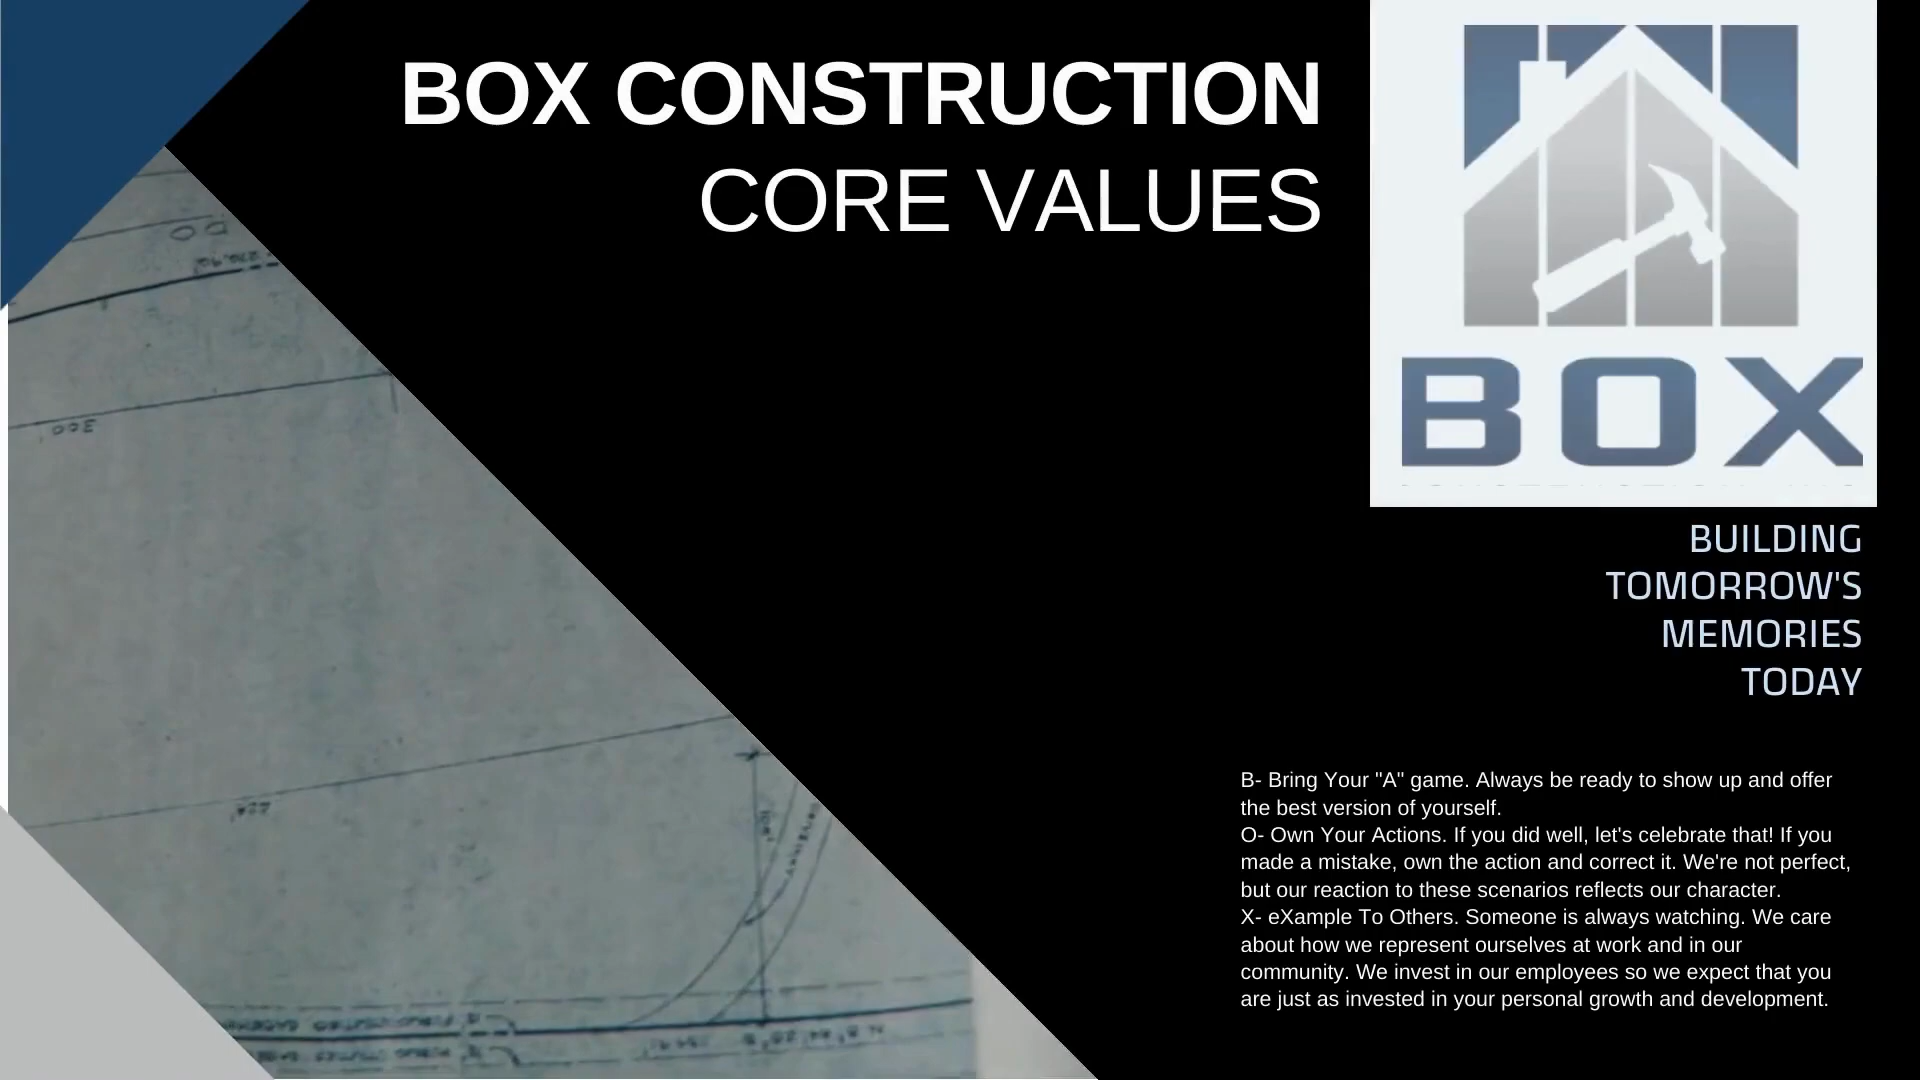 BOX CONSTRUCTION
CORE VALUES
BOX
BUILDING
TOMORROW'S
MEMORIES
TODAY
B- Bring Your "A" game. Always be ready to show up and offer
the best version of yourself.
O- Own Your Actions. If you did well, let's celebrate that! If you
made a mistake, own the action and correct it. We're not perfect,
but our reaction to these scenarios reflects our character.
X- eXample To Others. Someone is always watching. We care
about how we represent ourselves at work and in our
community. We invest in our employees so we expect that you
are just as invested in your personal growth and development.
300'